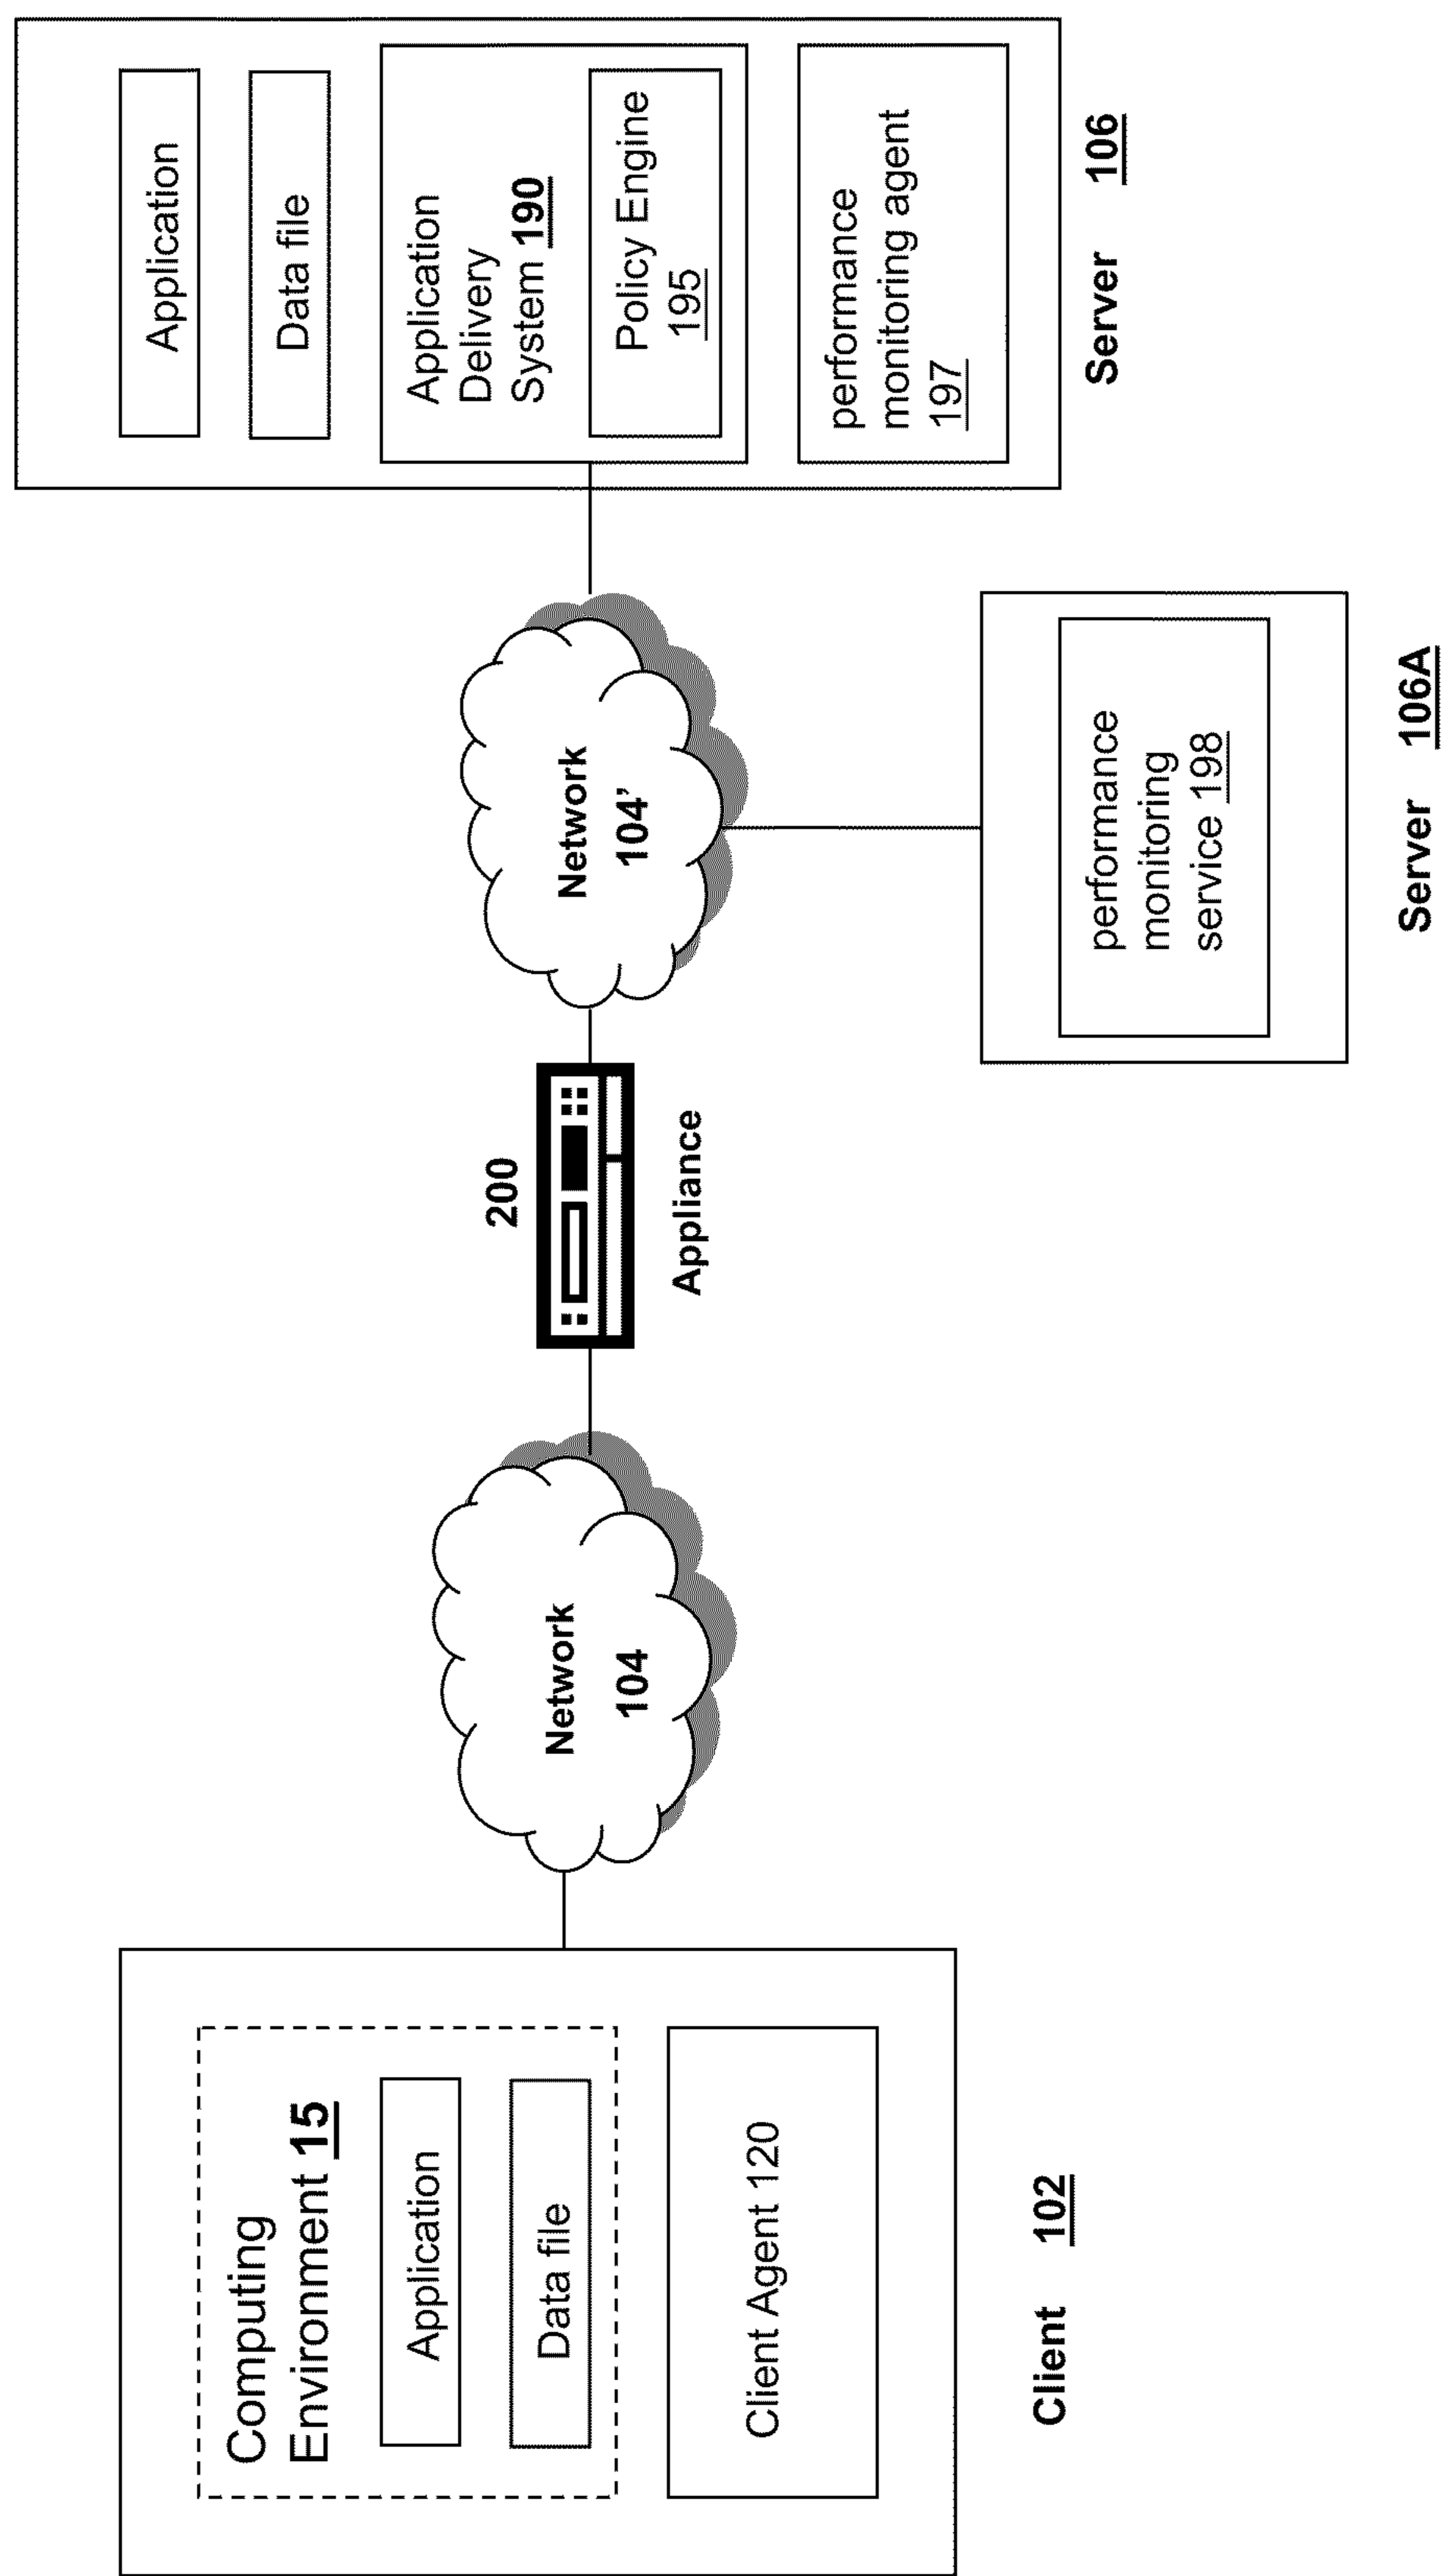 Computing
Environment 15
Application
Data file
Client Agent 120
Client 102
Network
104
200
Appliance
Network
104’
performance
monitoring
service 198
Server 106A
Application
Data file
Application
Delivery
System 190
Policy Engine
195
performance
monitoring agent
197
Server 106